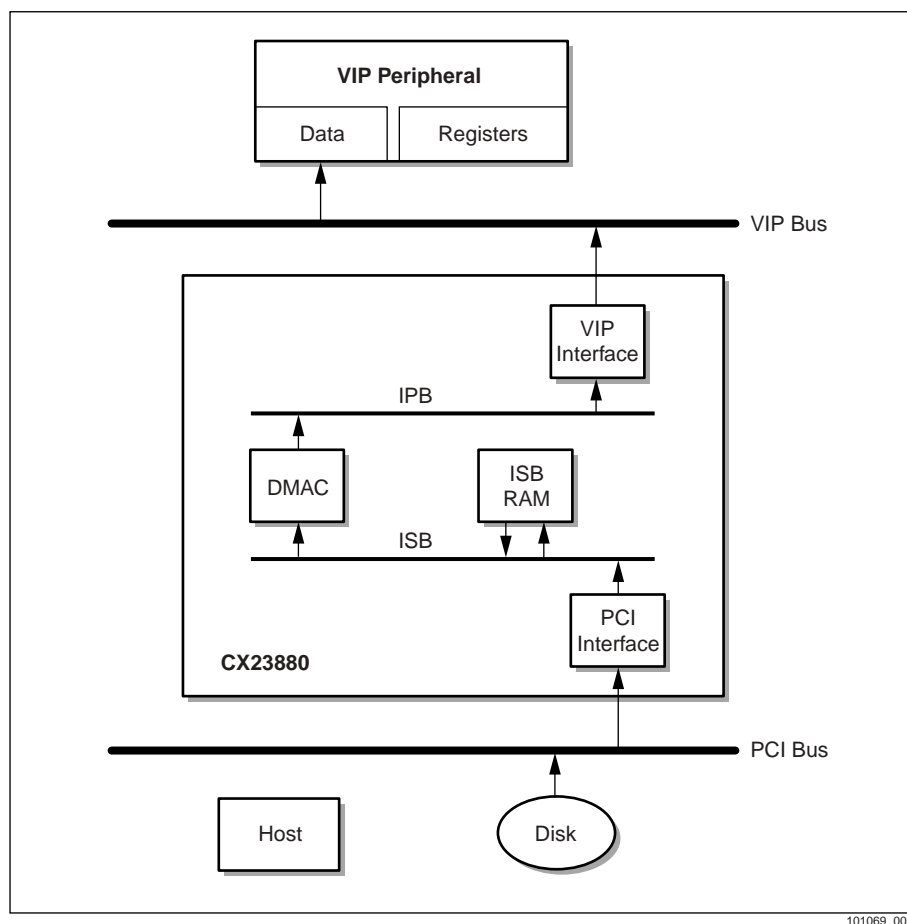 VIP Peripheral
Data
Registers
VIP Bus
VIP
Interface
IPB
DMAC
ISB
RAM
ISB
PCI
Interface
CX23880
PCI Bus
Host
Disk